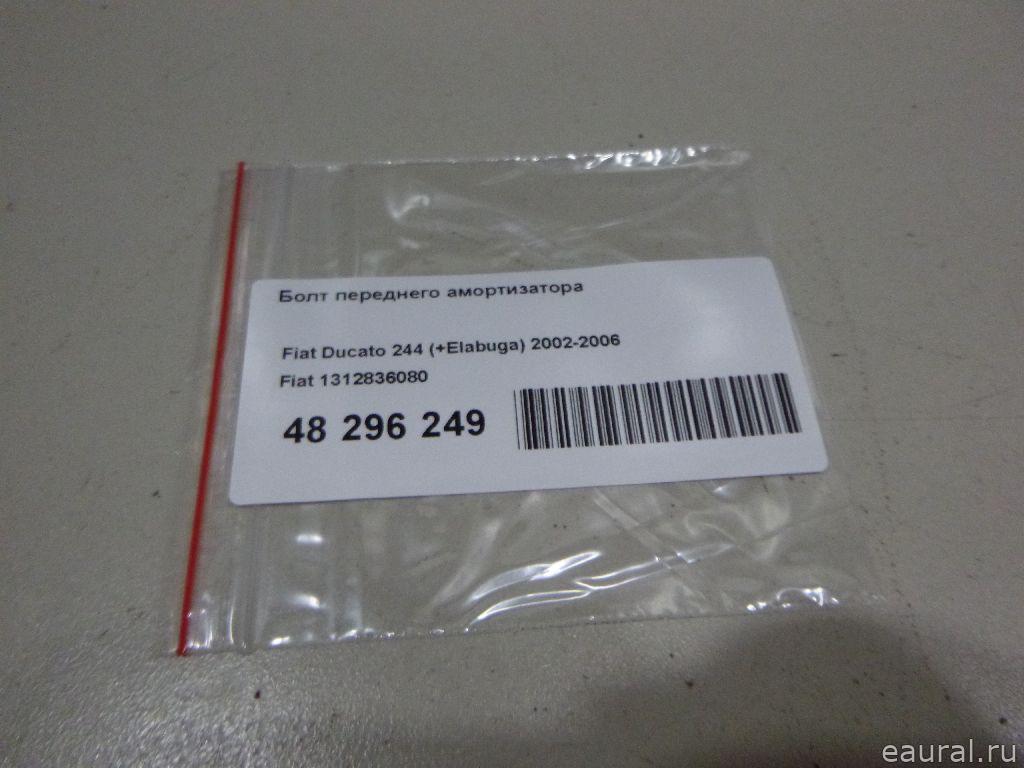 Болт переднего амортизатора
Fiat Ducato 244 (+Elabuga) 2002-2006
Fiat 1312836080
48 296 249
eaural.ru